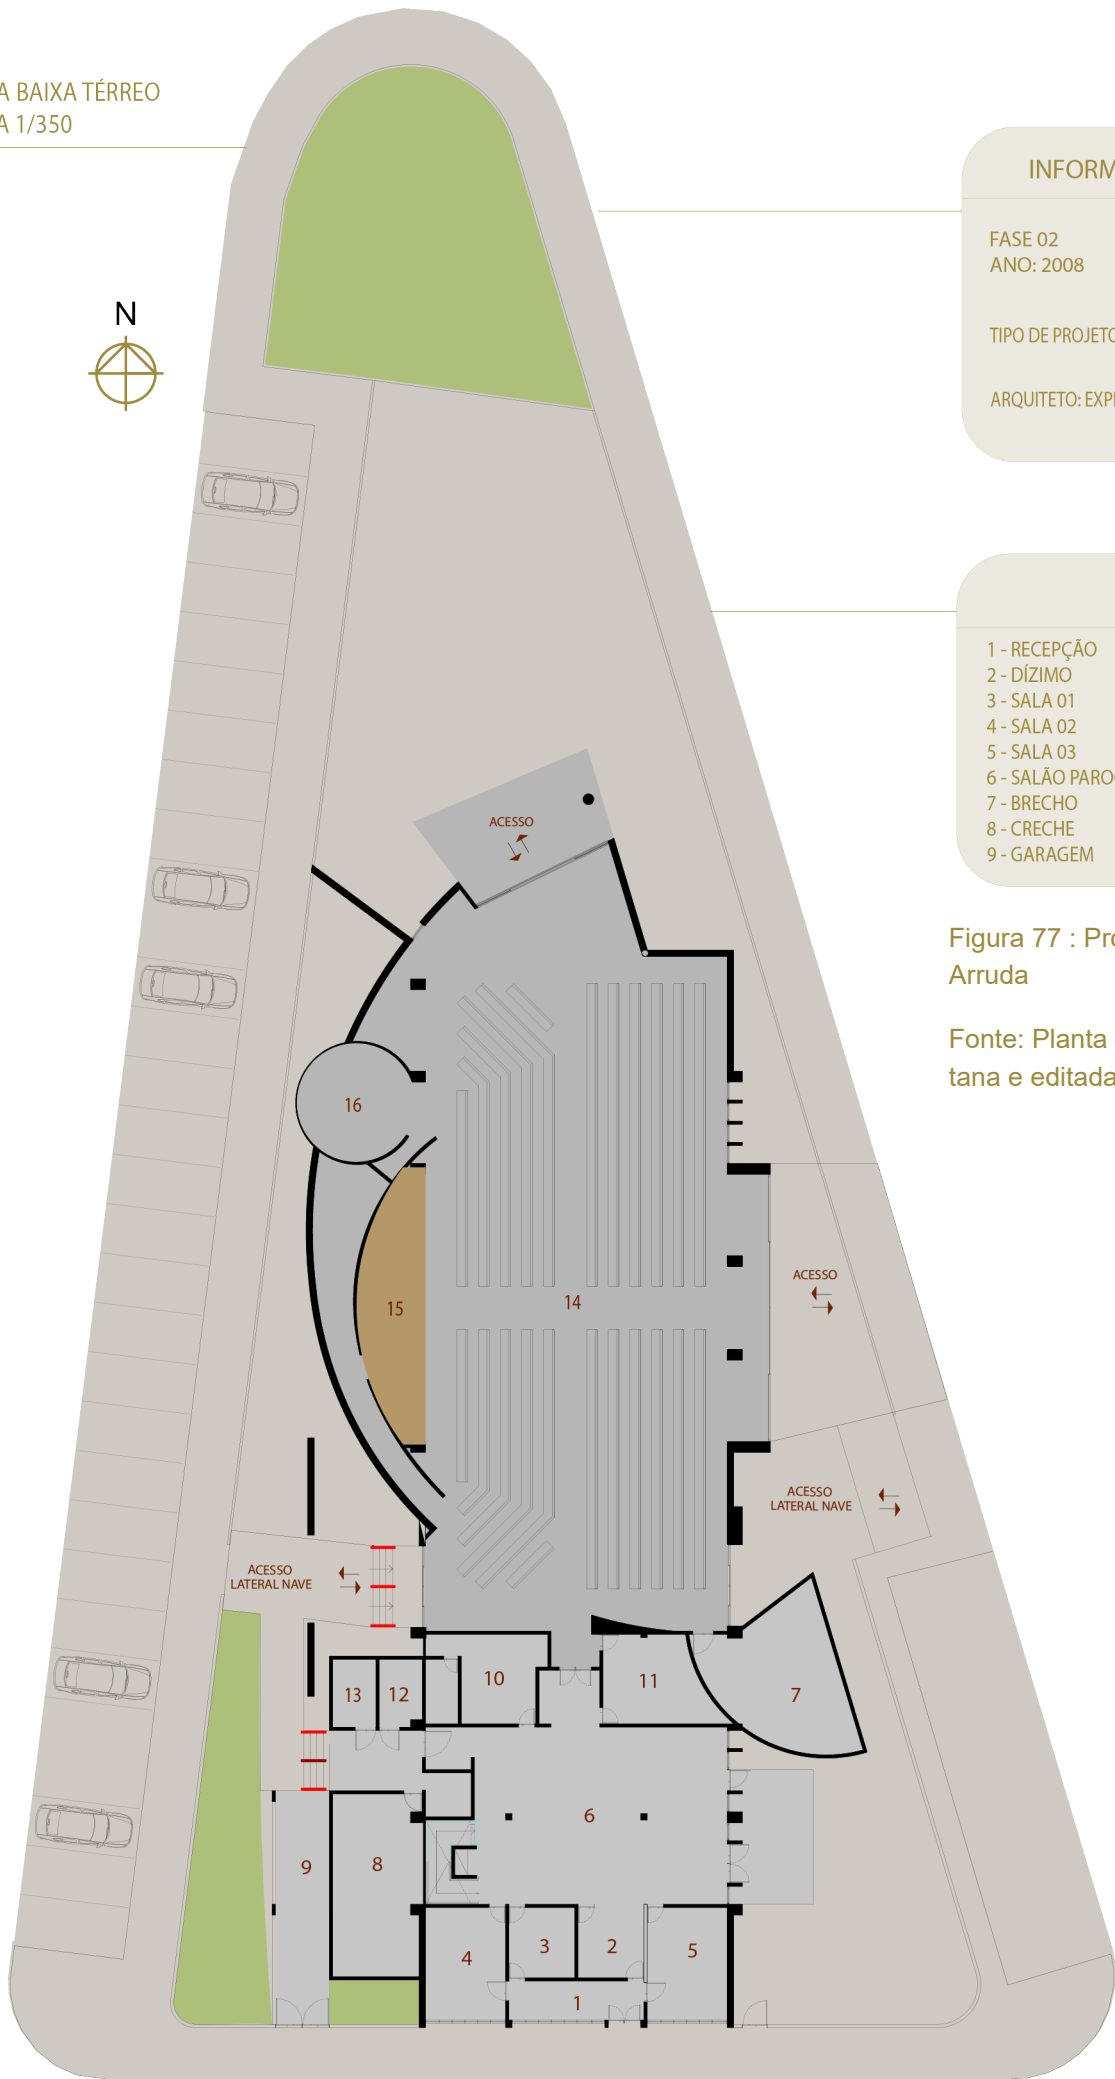 A BAIXA TÉRREO
A 1/350
N
INFORM
FASE 02
ANO: 2008
TIPO DE PROJETO
ARQUITETO: EXP
1 - RECEPÇÃO
2 - DÍZIMO
3 - SALA 01
4 - SALA 02
5 - SALA 03
6 - SALÃO PARO
7 - BRECHO
8 - CRECHE
9 - GARAGEM
Figura 77 : Pro
Arruda
Fonte: Planta
tana e editada
ACESSO
16
15
14
ACESSO
ACESSO
LATERAL NAVE
ACESSO
LATERAL NAVE
10
11
7
13
12
6
9
8
4
3
2
5
1